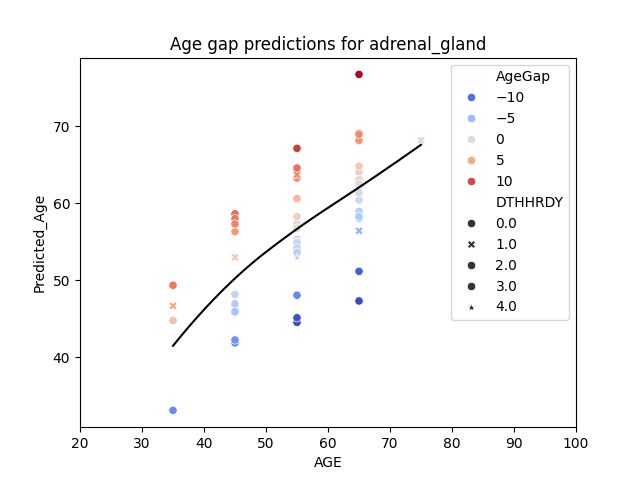 Age gap predictions for adrenal_gland
Predicted_Age
70
60
50
40
20 30 40 50 60 70 80 90 100
AGE
AgeGap
−10
−5
0
5
10
DTHHRDY
0.0
1.0
2.0
3.0
4.0